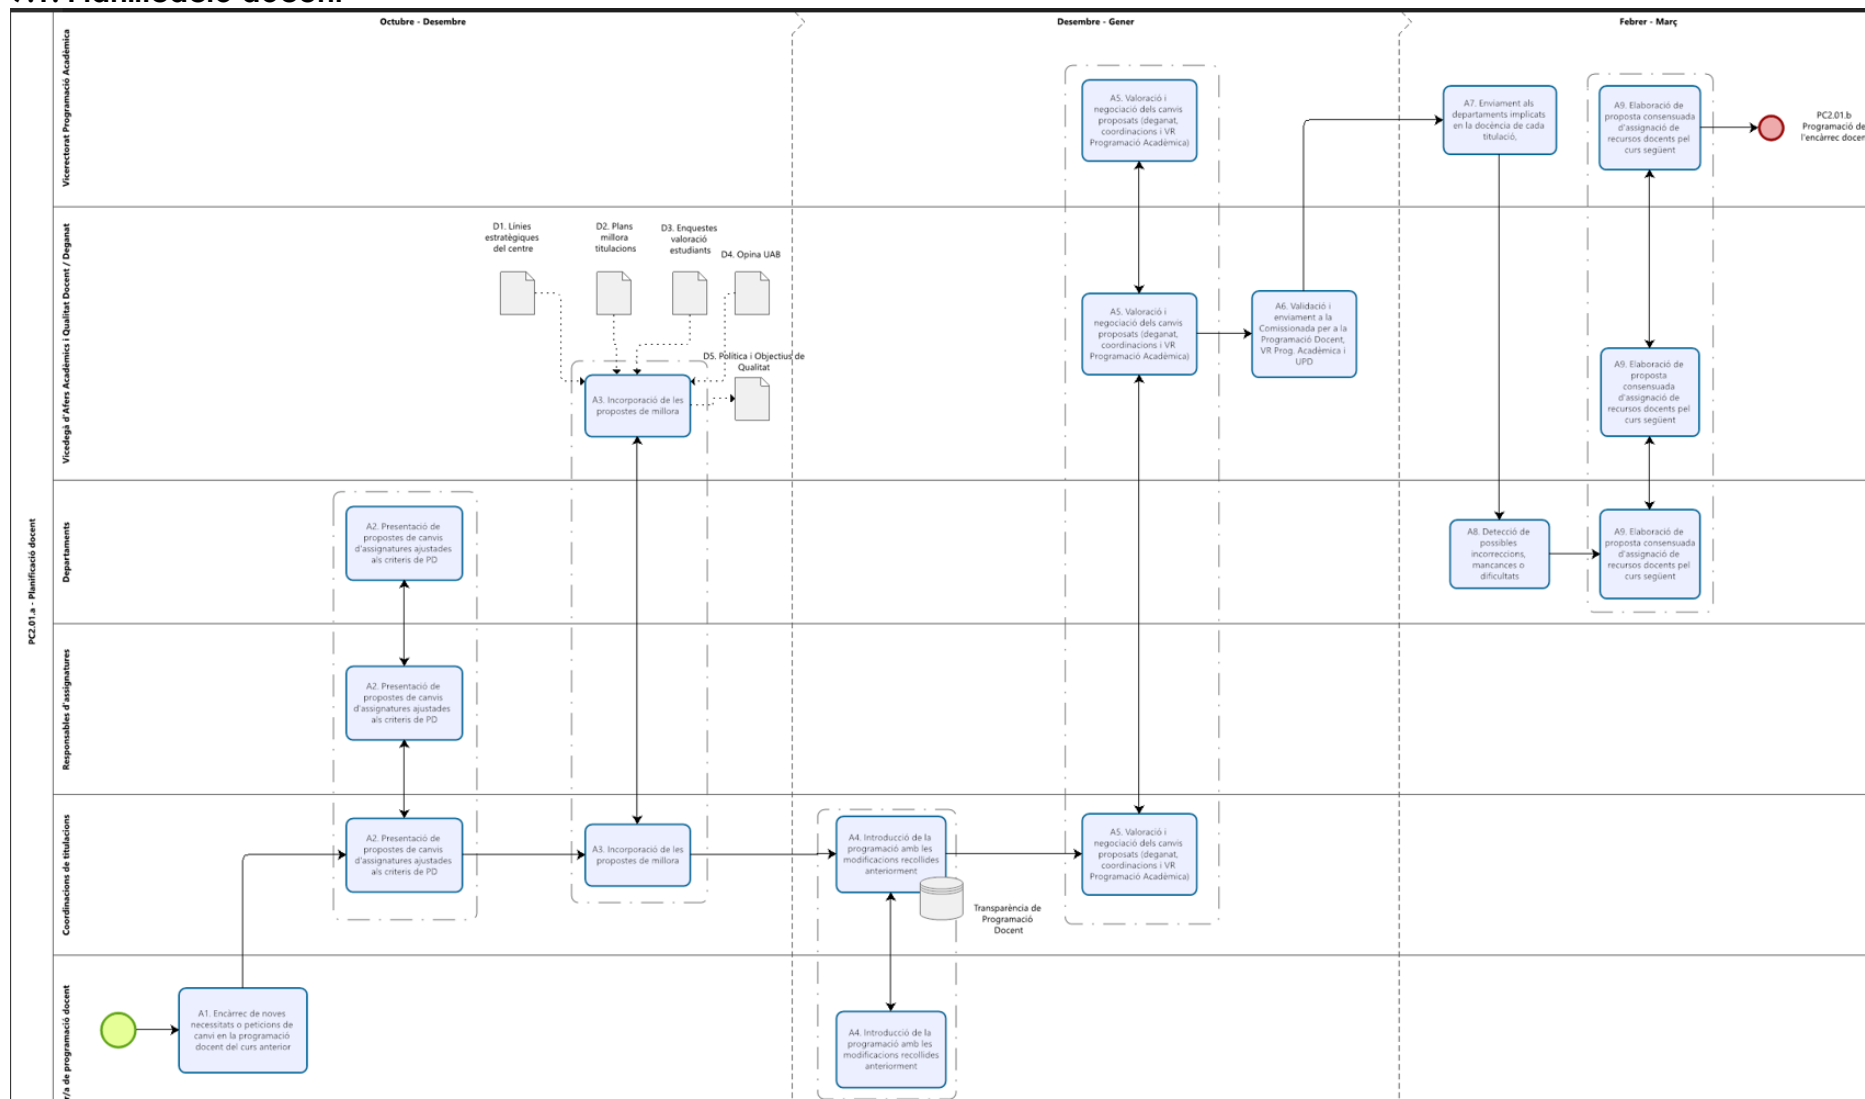 Octubre - Desembre
Desembre - Gener
Febrer - Març
PC2.01.a - Planificació docent
Vicerectorat Programació Acadèmica
A5. Valoració i
negociació dels canvis
proposats (deganat,
coordinacions i VR
Programació Acadèmica)
A7. Enviament als
departaments implicats
en la docència de cada
titulació,
A9. Elaboració de
proposta consensuada
d'assignació de
recursos docents pel
curs següent
PC2.01.b
Programació de
l'encàrrec
Vicedegà d'Afers Acadèmics i Qualitat Docent / Deganat
D1. Línies
estratègiques
del centre
D2. Plans
millora
titulacions
D3. Enquestes
valoració
estudiants
D4. Opina UAB
D5. Política i Objectius de
Qualitat
A3. Incorporació de les
propostes de millora
A5. Valoració i
negociació dels canvis
proposats (deganat,
coordinacions i VR
Programació Acadèmica)
A6. Validació i
enviament a la
Comissionada per a la
Programació Docent,
VR Prog. Acadèmica i
UPD
A9. Elaboració de
proposta
consensuada
d'assignació de
recursos docents pel
curs següent
Departaments
A2. Presentació de
propostes de canvis
d'assignatures ajustades
als criteris de PD
A8. Detecció de
possibles
incorreccions,
mancances o
dificultats
A9. Elaboració de
proposta consensuada
d'assignació de
recursos docents pel
curs següent
Responsables d'assignatures
A2. Presentació de
propostes de canvis
d'assignatures ajustades
als criteris de PD
Coordinacions de titulacions
A2. Presentació de
propostes de canvis
d'assignatures ajustades
als criteris de PD
A3. Incorporació de les
propostes de millora
A4. Introducció de la
programació amb les
modificacions recollides
anteriorment
Transparència de
Programació
Docent
A5. Valoració i
negociació dels canvis
proposats (deganat,
coordinacions i VR
Programació Acadèmica)
r/a de programació docent
A1. Encàrrec de noves
necessitats o peticions de
canvi en la programació
docent del curs anterior
A4. Introducció de la
programació amb les
modificacions recollides
anteriorment